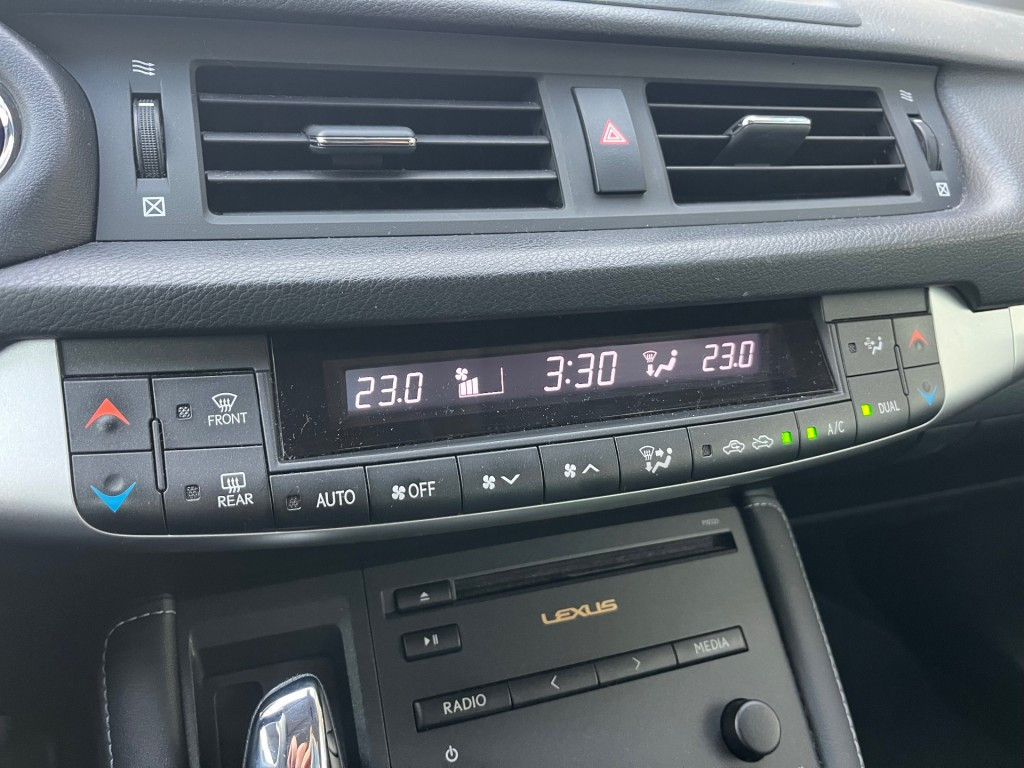 23.0 3:30 23.0
FRONT
REAR
AUTO
OFF
A/C
DUAL
LEXUS
MEDIA
RADIO